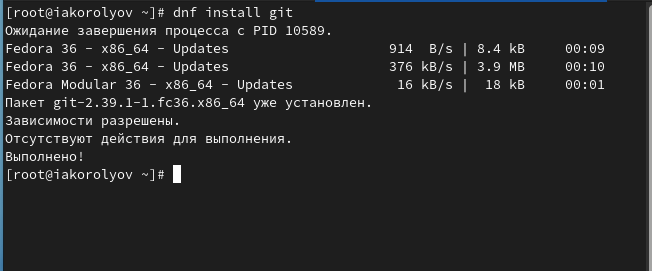 [root@iakorolyov ~]# dnf install git
Ожидание завершения процесса с PID 10589.
Fedora 36 - x86_64 - Updates 914 B/s | 8.4 kB 00:09
Fedora 36 - x86_64 - Updates 376 kB/s | 3.9 MB 00:10
Fedora Modular 36 - x86_64 - Updates 16 kB/s | 18 kB 00:01
Пакет git-2.39.1-1.fc36.x86_64 уже установлен.
Зависимости разрешены.
Отсутствуют действия для выполнения.
Выполнено!
[root@iakorolyov ~]#